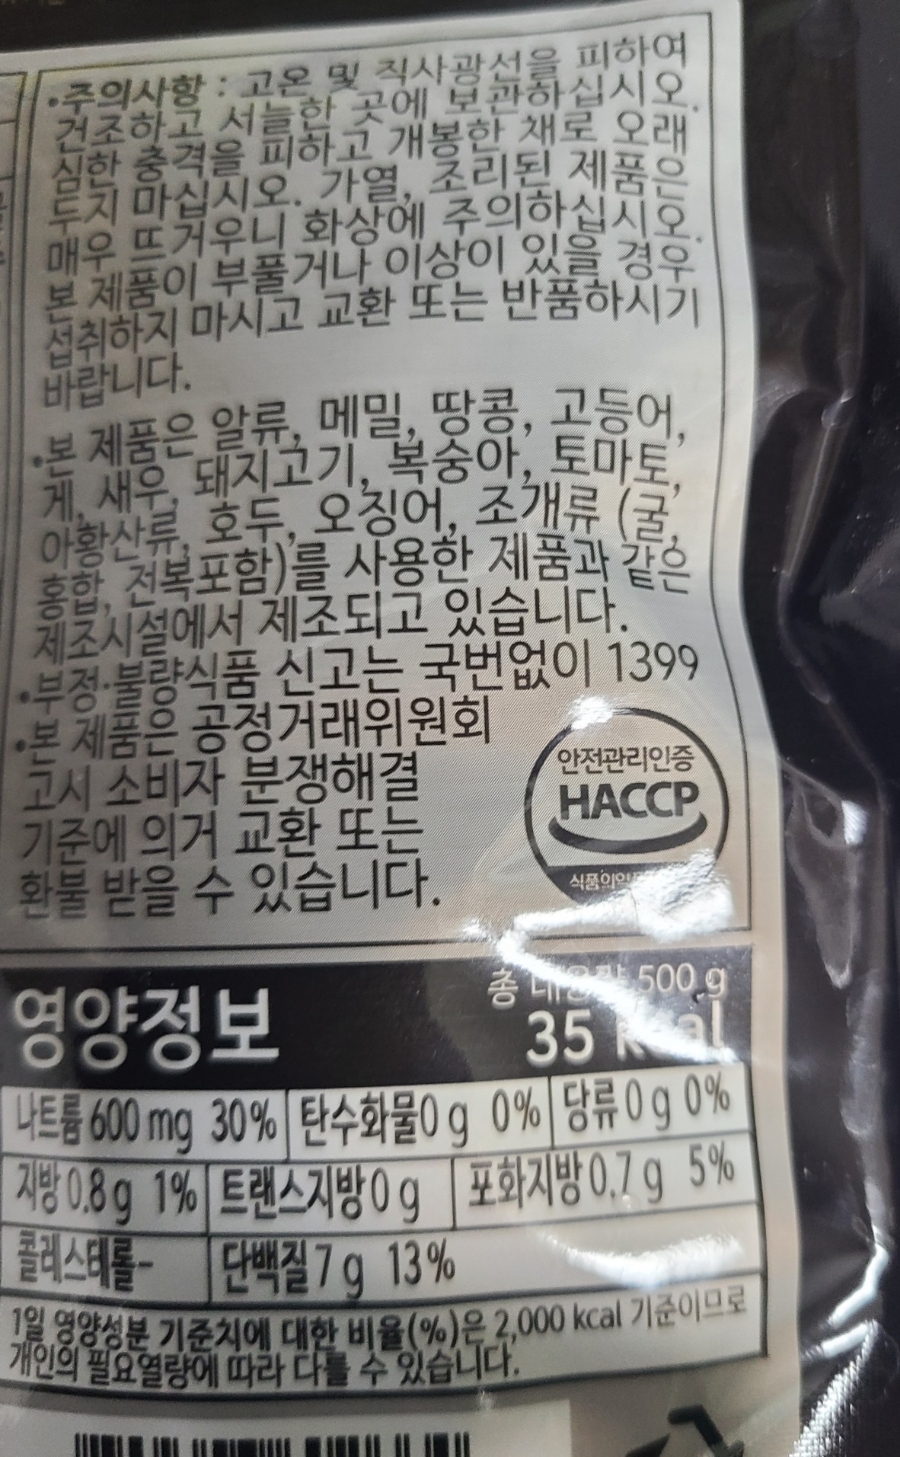 •주의사항 : 고온 및 직사광선을 피하여
건조하고 서늘한 곳에 보관하십시오.
심한 충격을 피하고 개봉한 채로 오래
두지 마십시오. 가열, 조리된 제품은
매우 뜨거우니 화상에 주의하십시오.
본 제품이 부풀거나 이상이 있을 경우
섭취하지 마시고 교환 또는 반품하시기
바랍니다.
•본 제품은 알류, 메밀, 땅콩, 고등어,
게, 새우, 돼지고기, 복숭아, 토마토,
아황산류, 호두, 오징어, 조개류 (굴,
홍합, 전복포함)를 사용한 제품과 같은
제조시설에서 제조되고 있습니다.
•부정·불량식품 신고는 국번없이 1399
•본 제품은 공정거래위원회
고시 소비자 분쟁해결
기준에 의거 교환 또는
환불 받을 수 있습니다.
안전관리인증
HACCP
영양정보
총 내용량 500 g
35 kcal
나트륨 600 mg 30% 탄수화물 0 g 0% 당류 0 g 0%
지방 0.8 g 1% 트랜스지방 0 g 포화지방 0.7 g 5%
콜레스테롤- 단백질 7 g 13%
1일 영양성분 기준치에 대한 비율(%)은 2,000 kcal 기준이므로
개인의 필요열량에 따라 다를 수 있습니다.